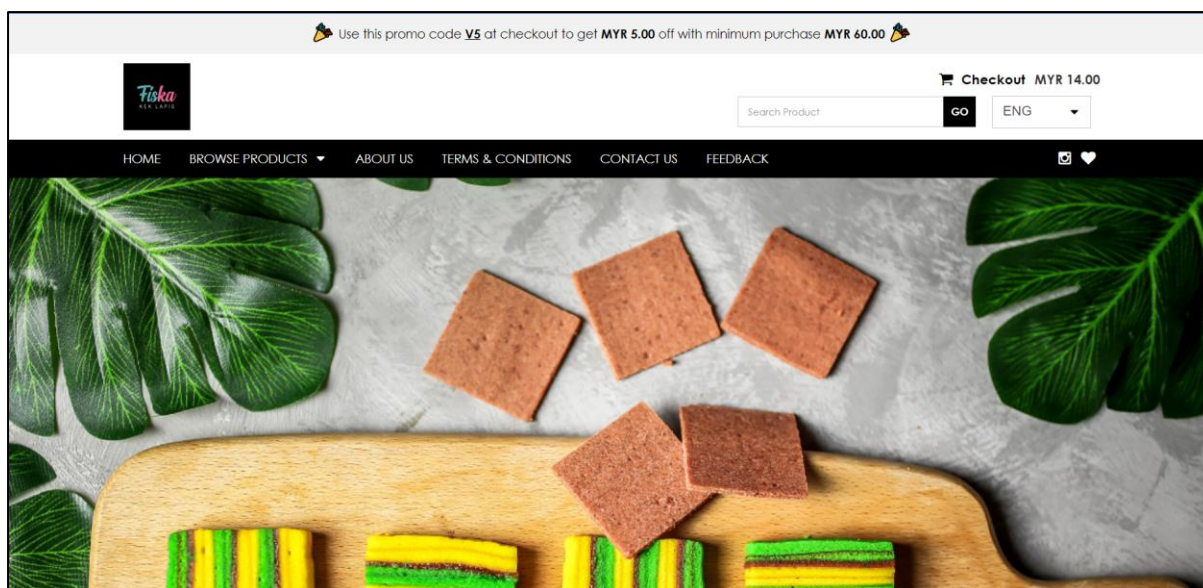 Use this promo code V5 at checkout to get MYR 5.00 off with minimum purchase MYR 60.00
Fiska
KEK LAPIS
Checkout MYR 14.00
Search Product
GO
ENG
HOME
BROWSE PRODUCTS
ABOUT US
TERMS & CONDITIONS
CONTACT US
FEEDBACK